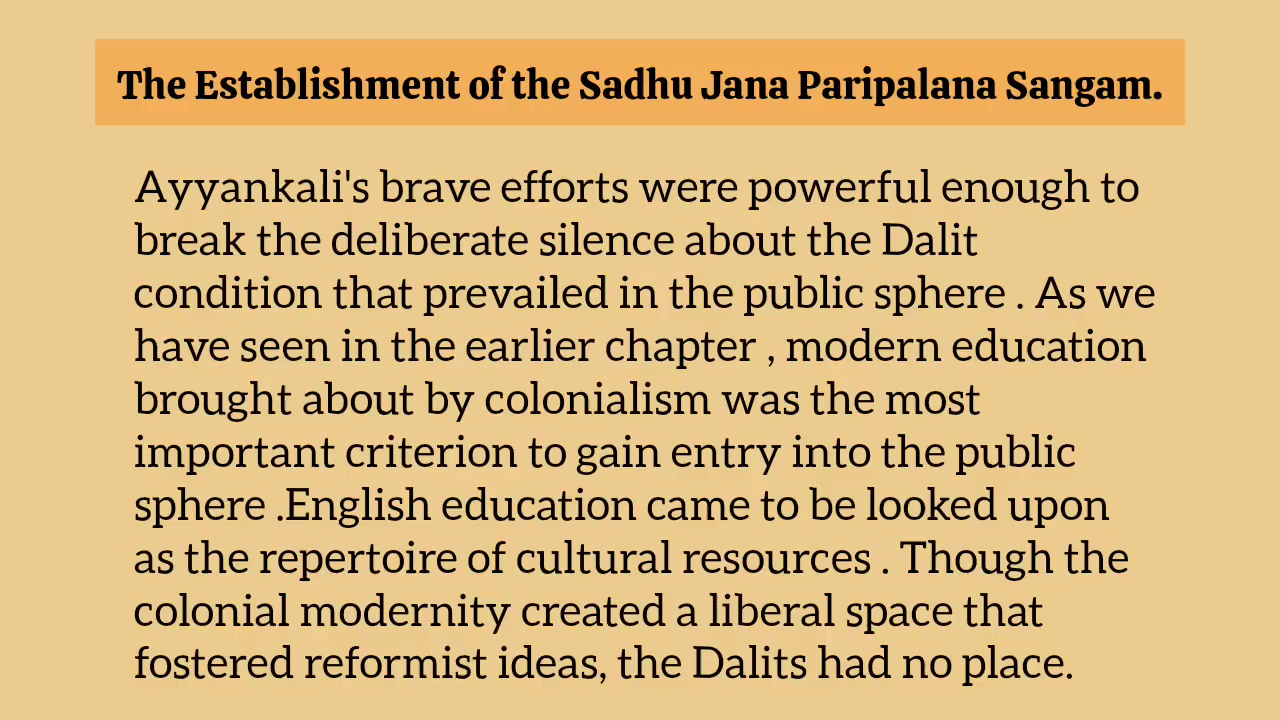 The Establishment of the Sadhu Jana Paripalana Sangam.
Ayyankali's brave efforts were powerful enough to
break the deliberate silence about the Dalit
condition that prevailed in the public sphere . As we
have seen in the earlier chapter , modern education
brought about by colonialism was the most
important criterion to gain entry into the public
sphere .English education came to be looked upon
as the repertoire of cultural resources . Though the
colonial modernity created a liberal space that
fostered reformist ideas, the Dalits had no place.